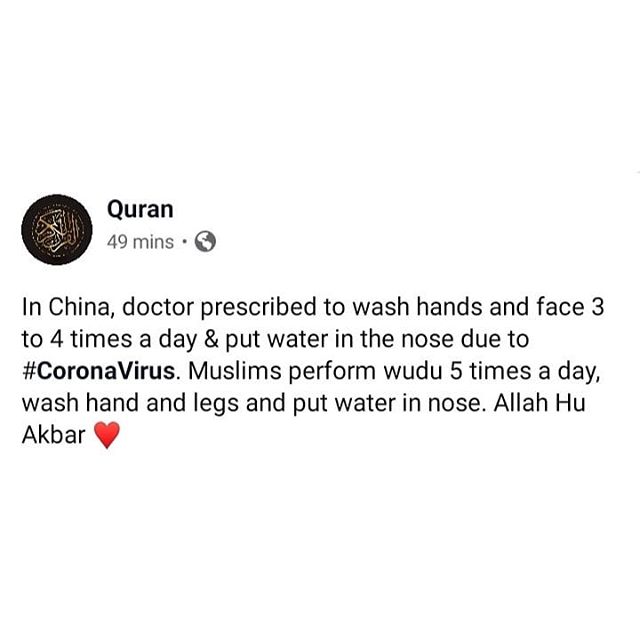 Quran
49 mins ·
In China, doctor prescribed to wash hands and face 3
to 4 times a day & put water in the nose due to
#CoronaVirus. Muslims perform wudu 5 times a day,
wash hand and legs and put water in nose. Allah Hu
Akbar ❤️